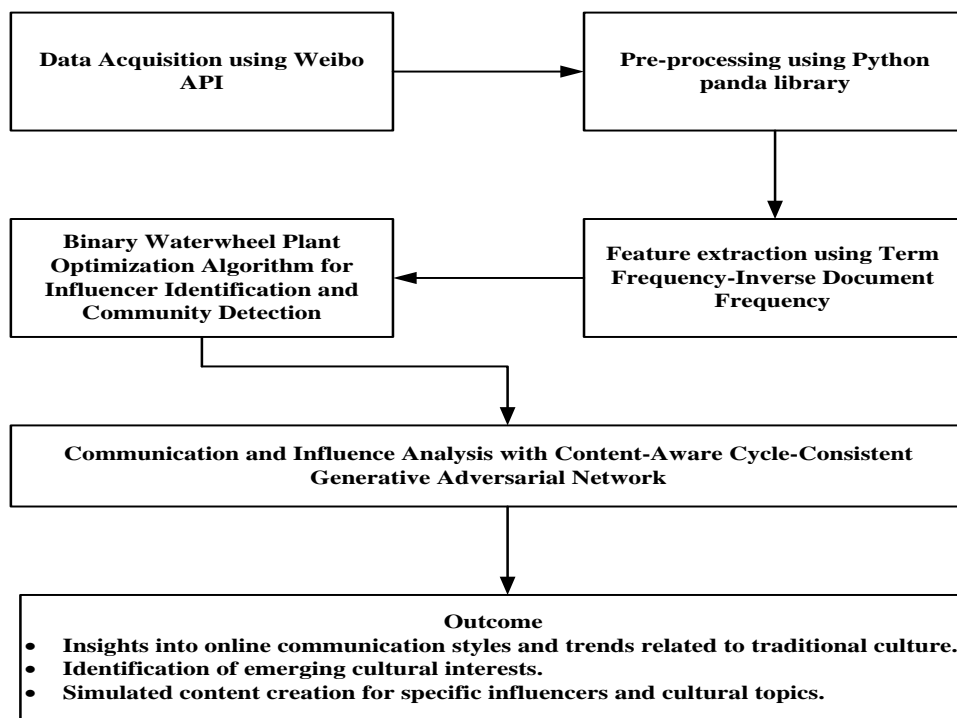 Data Acquisition using Weibo
API
Pre-processing using Python
panda library
Feature extraction using Term
Frequency-Inverse Document
Frequency
Binary Waterwheel Plant
Optimization Algorithm for
Influencer Identification and
Community Detection
Communication and Influence Analysis with Content-Aware Cycle-Consistent
Generative Adversarial Network
Outcome
• Insights into online communication styles and trends related to traditional culture.
• Identification of emerging cultural interests.
• Simulated content creation for specific influencers and cultural topics.